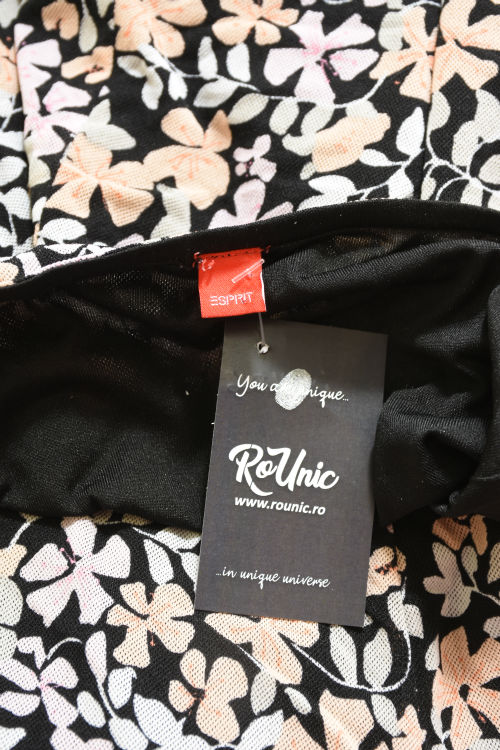 ESPRIT
You are unique...
RoUnic
www.rounic.ro
...in unique universe